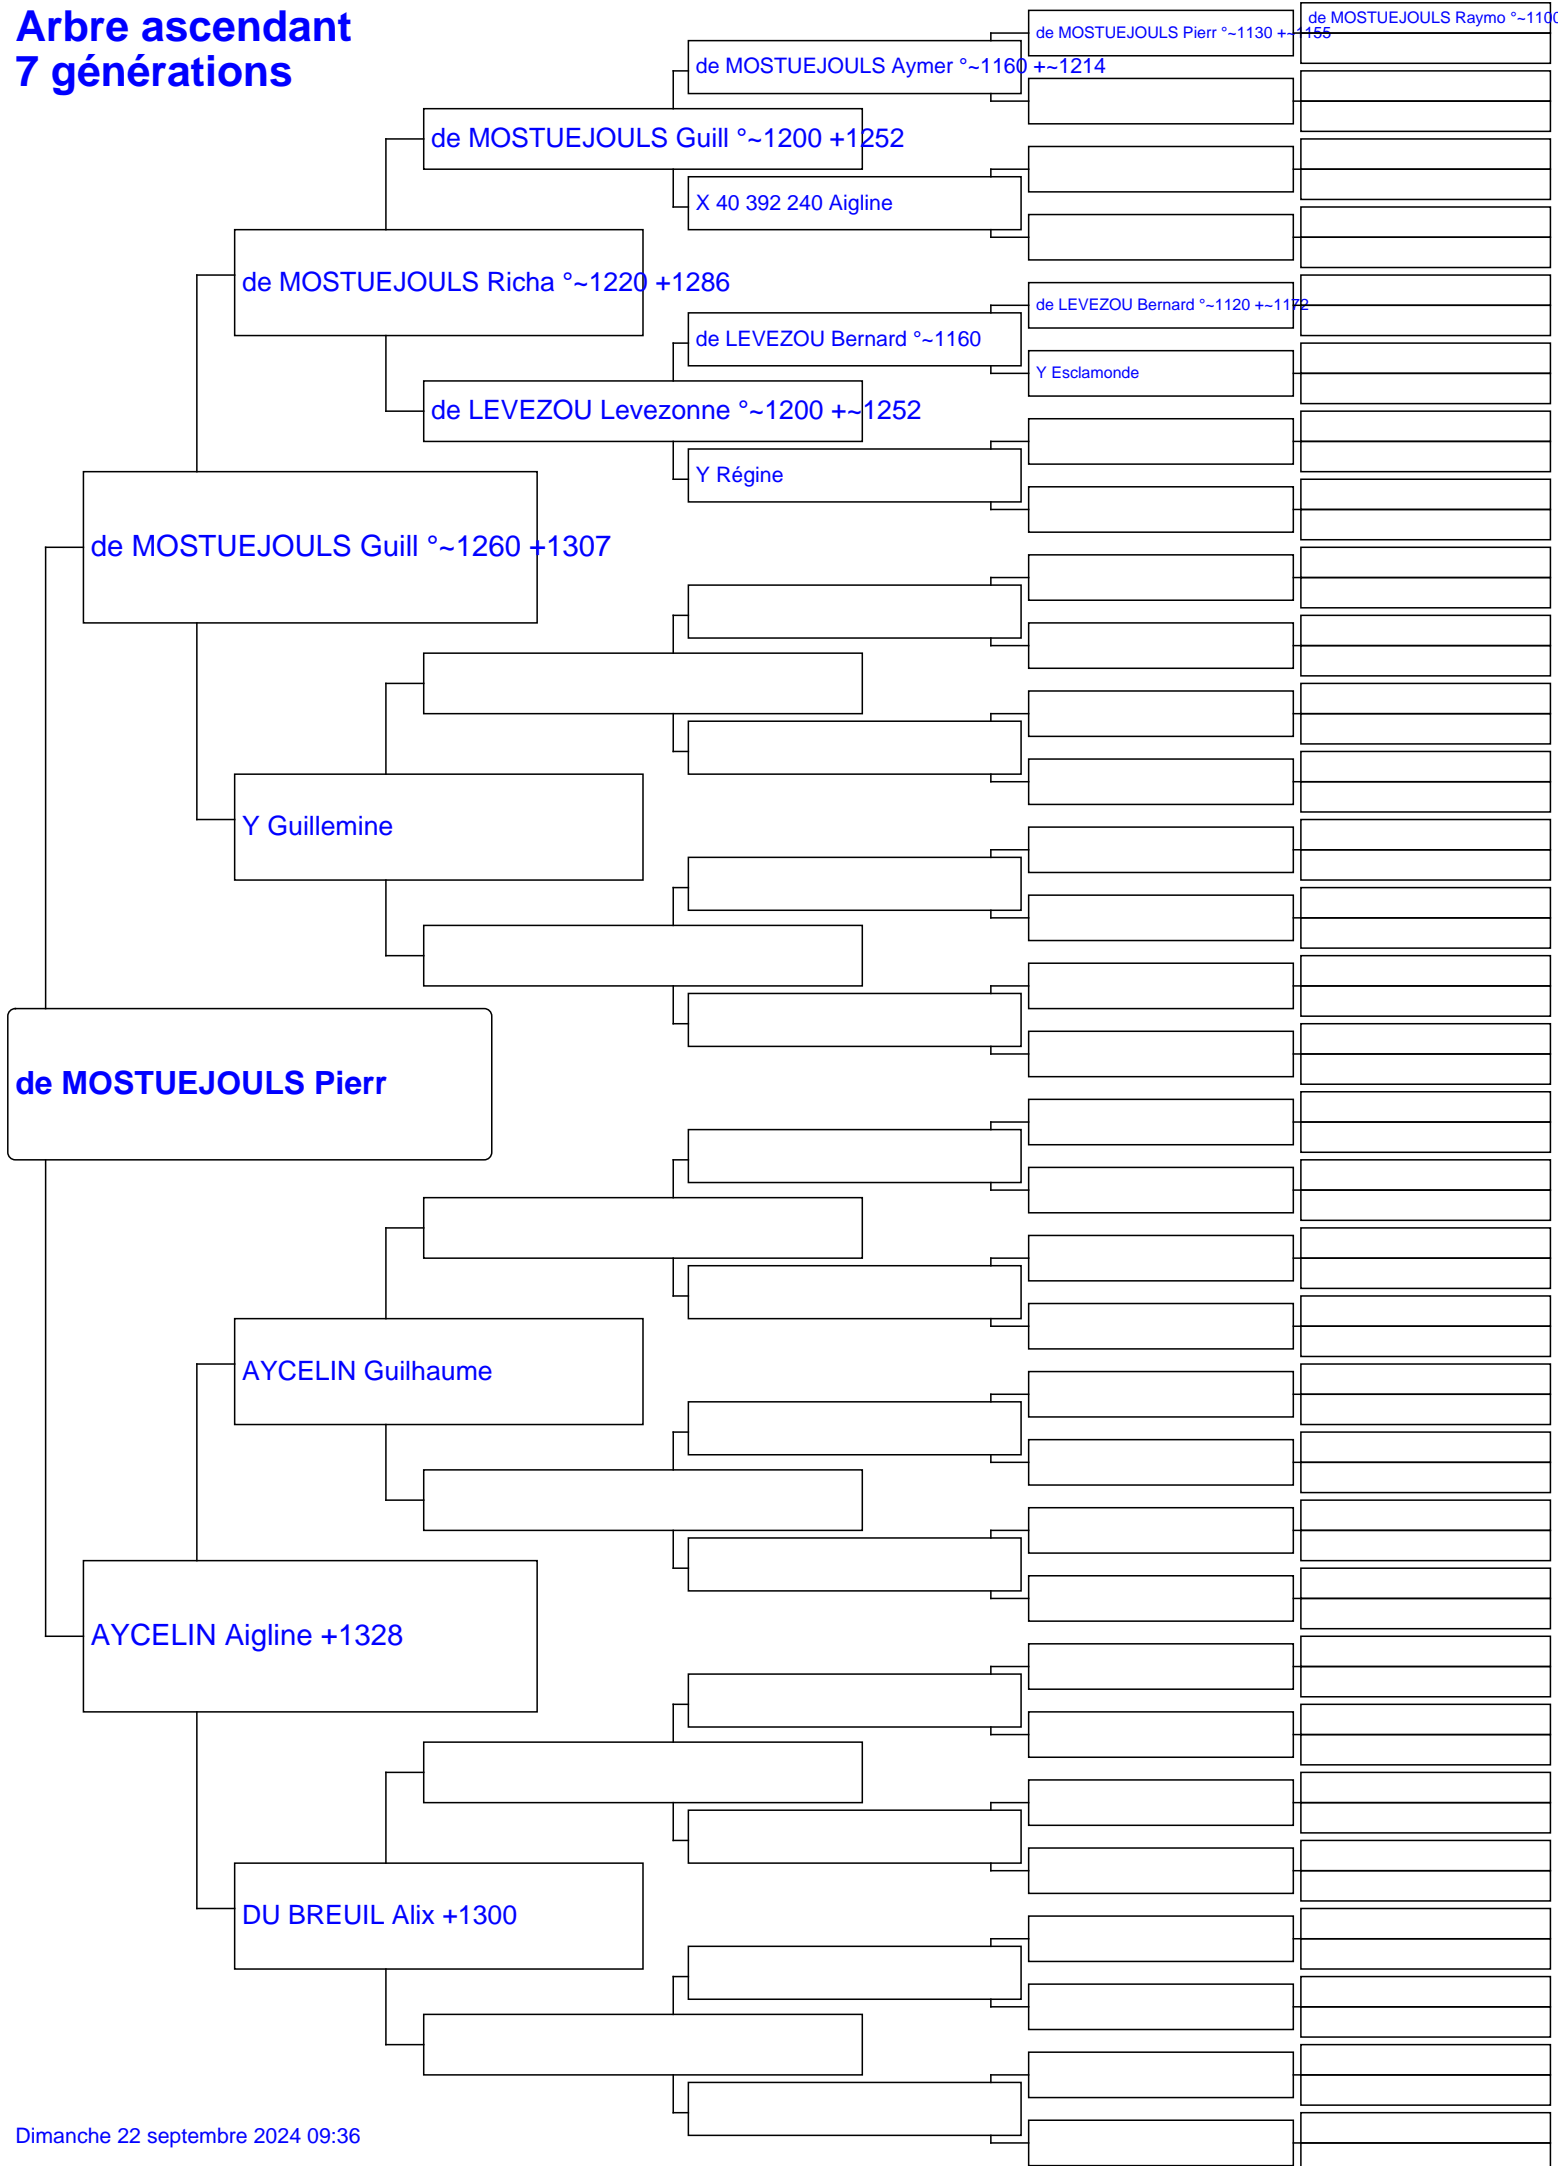 Arbre ascendant
7 générations
de MOSTUEJOULS Raymo °~1100
de MOSTUEJOULS Pierr °~1130 +~1155
de MOSTUEJOULS Aymer °~1160 +~1214
de MOSTUEJOULS Guill °~1200 +1252
X 40 392 240 Aigline
de MOSTUEJOULS Richa °~1220 +1286
de LEVEZOU Bernard °~1120 +~1172
de LEVEZOU Bernard °~1160
Y Esclamonde
de LEVEZOU Levezonne °~1200 +~1252
Y Régine
de MOSTUEJOULS Guill °~1260 +1307
Y Guillemine
de MOSTUEJOULS Pierr
AYCELIN Guilhaume
AYCELIN Aigline +1328
DU BREUIL Alix +1300
Dimanche 22 septembre 2024 09:36